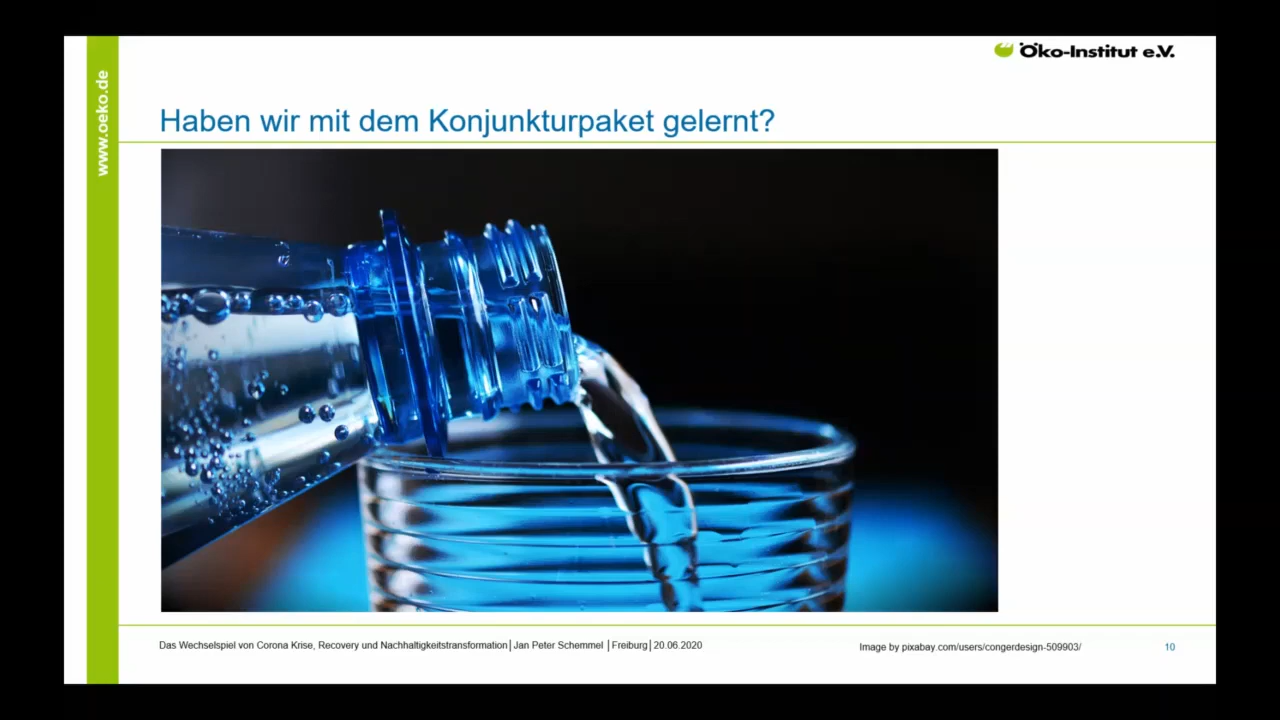 Öko-Institut e.V.
www.oeko.de
Haben wir mit dem Konjunkturpaket gelernt?
Das Wechselspiel von Corona Krise, Recovery und Nachhaltigkeitstransformation│Jan Peter Schemmel │Freiburg│20.06.2020
Image by pixabay.com/users/congerdesign-509903/
10